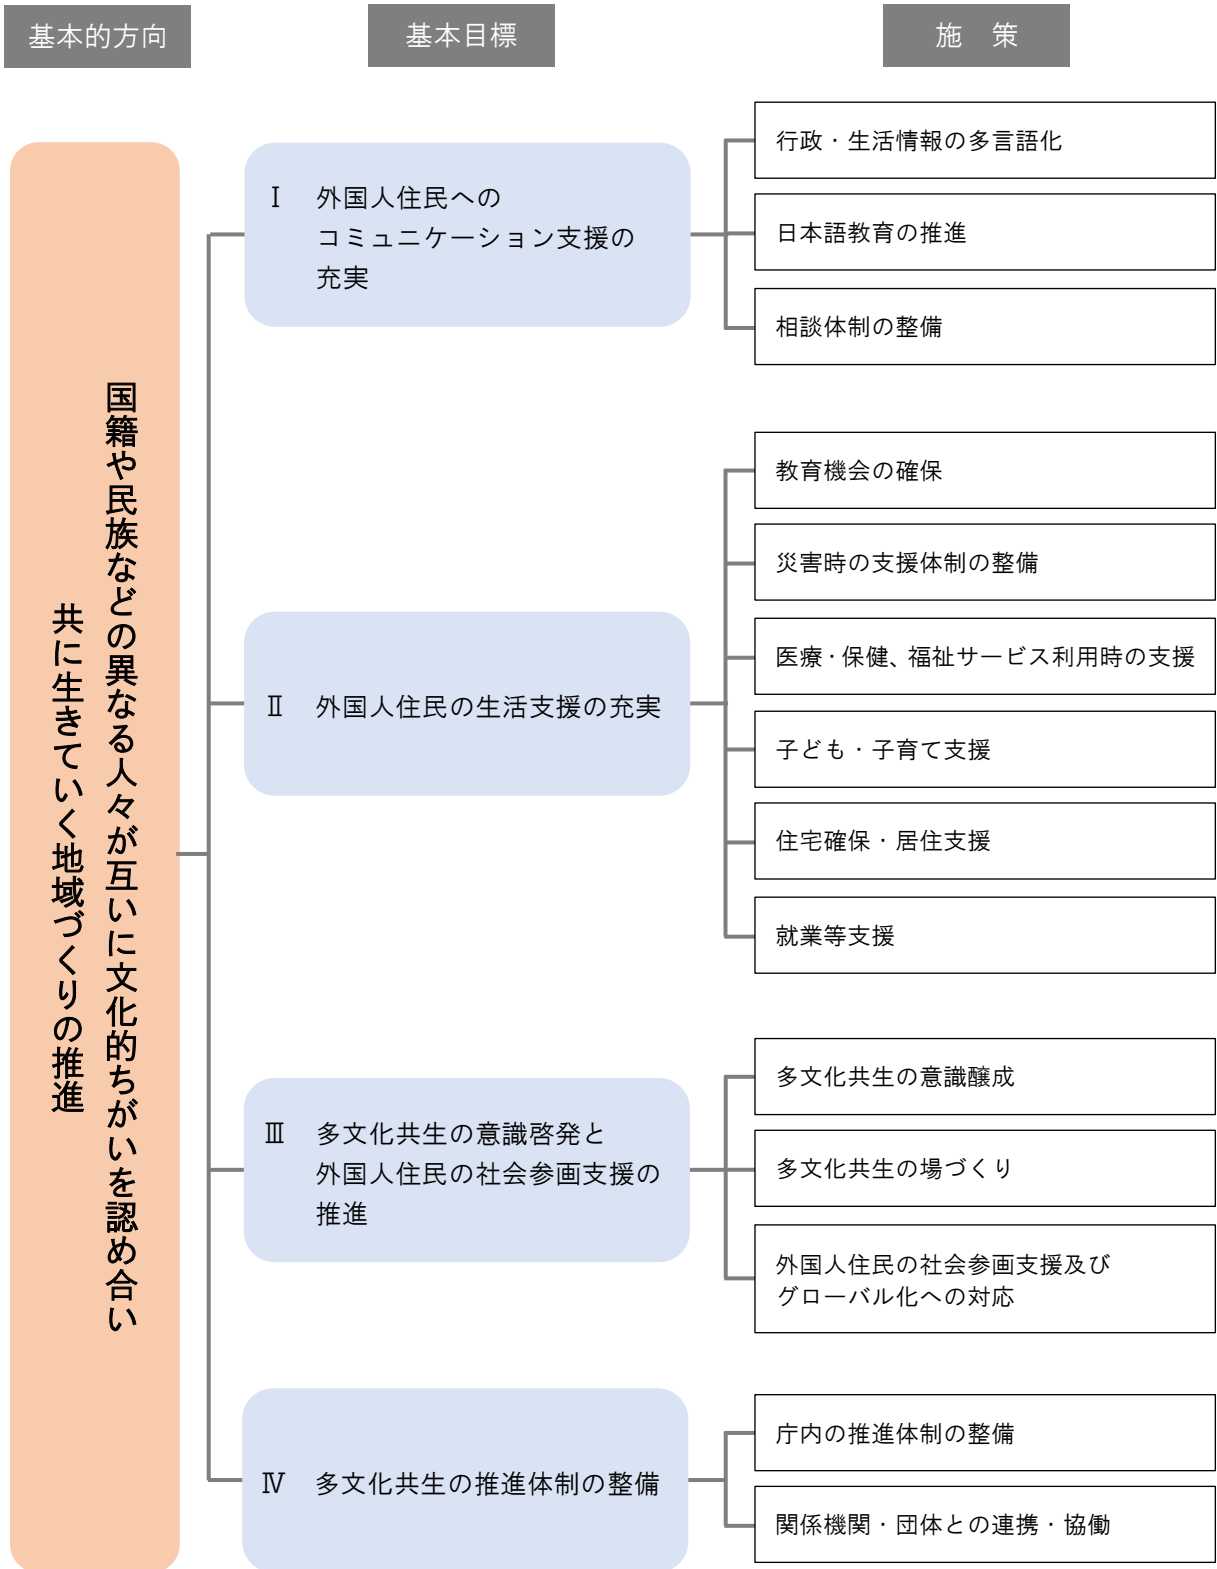 基本的方向
基本目標
施　策
国籍や民族などの異なる人々が互いに文化的ちがいを認め合い
共に生きていく地域づくりの推進
Ⅰ 外国人住民への
コミュニケーション支援の
充実
行政・生活情報の多言語化
日本語教育の推進
相談体制の整備
Ⅱ 外国人住民の生活支援の充実
教育機会の確保
災害時の支援体制の整備
医療・保健、福祉サービス利用時の支援
子ども・子育て支援
住宅確保・居住支援
就業等支援
Ⅲ 多文化共生の意識啓発と
外国人住民の社会参画支援の
推進
多文化共生の意識醸成
多文化共生の場づくり
外国人住民の社会参画支援及び
グローバル化への対応
Ⅳ 多文化共生の推進体制の整備
庁内の推進体制の整備
関係機関・団体との連携・協働